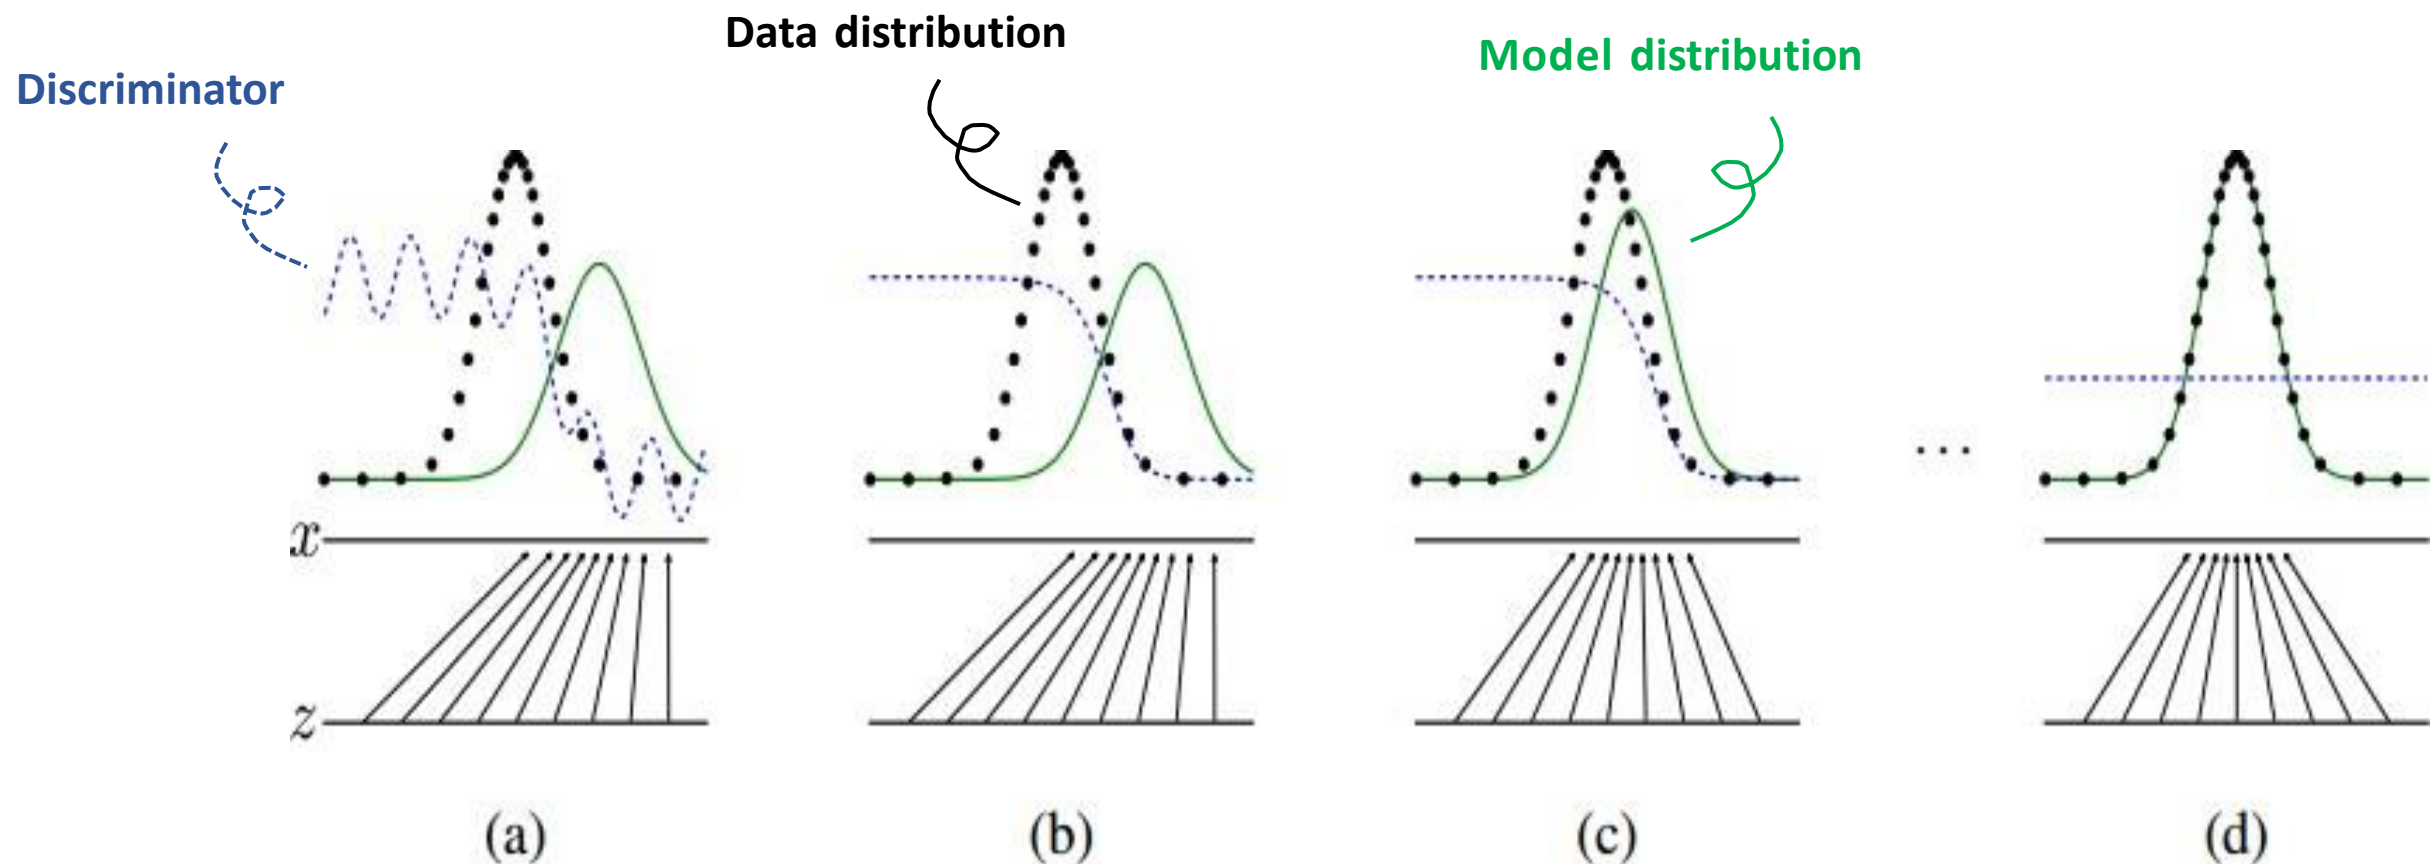 Data distribution
Model distribution
Discriminator
. . .
x
z
(a)
(b)
(c)
(d)